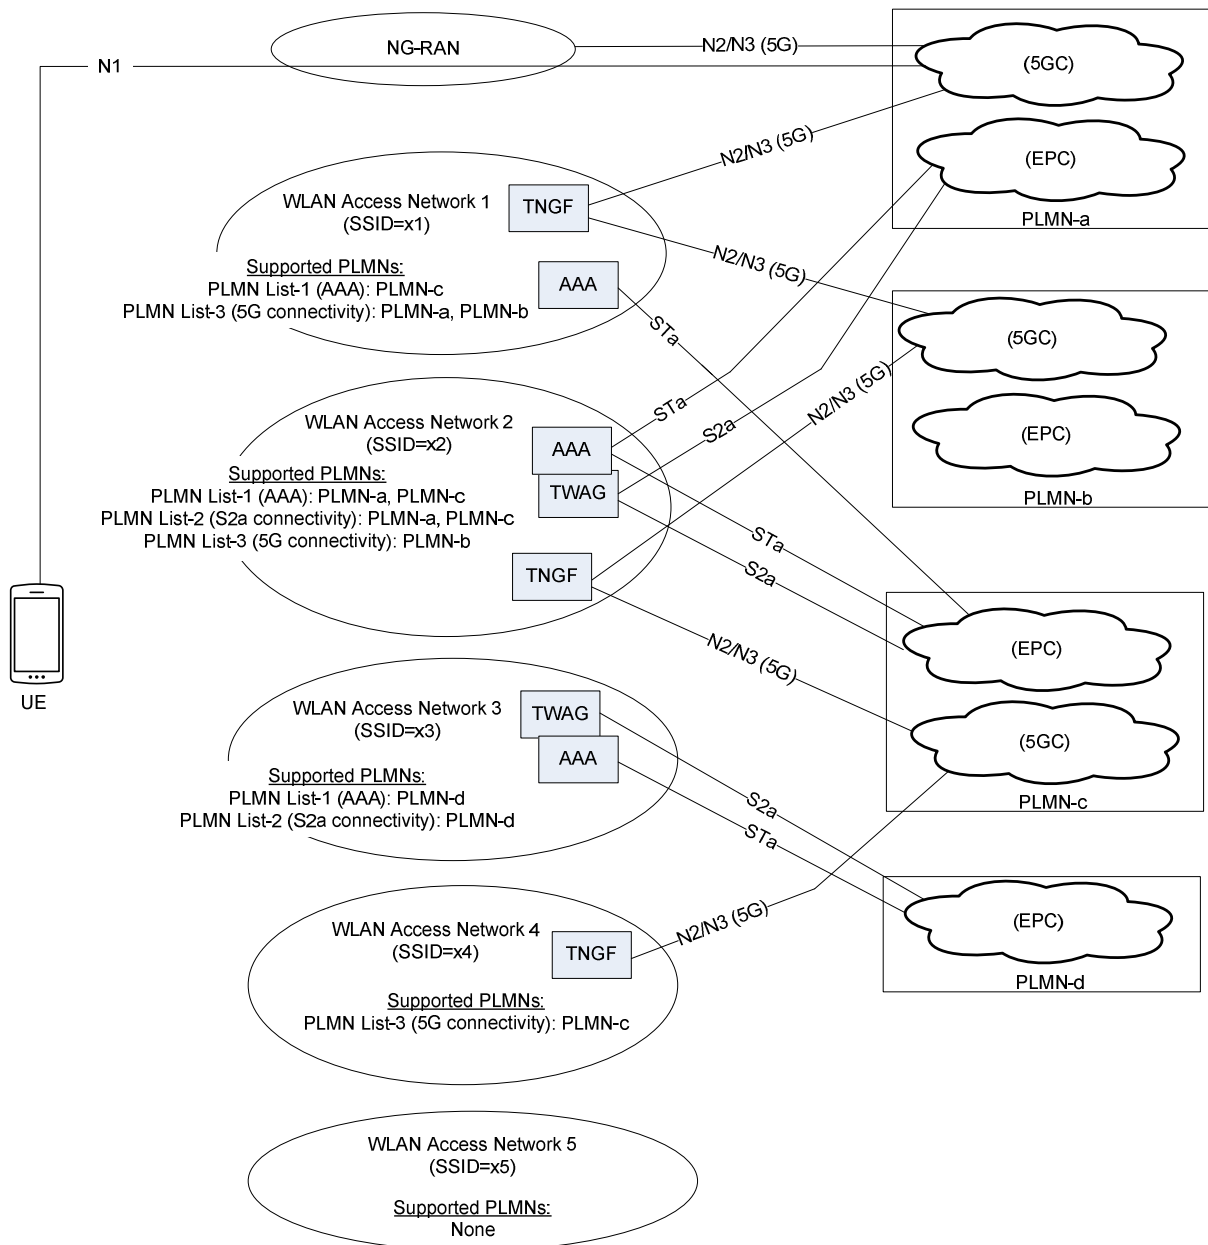 NG-RAN
N2/N3 (5G)
N1
(5GC)
(EPC)
PLMN-a
N2/N3 (5G)
WLAN Access Network 1
(SSID=x1)
TNGF
Supported PLMNs:
PLMN List-1 (AAA): PLMN-c
PLMN List-3 (5G connectivity): PLMN-a, PLMN-b
AAA
N2/N3 (5G)
STa
(5GC)
(EPC)
PLMN-b
STa
S2a
N2/N3 (5G)
WLAN Access Network 2
(SSID=x2)
AAA
TWAG
Supported PLMNs:
PLMN List-1 (AAA): PLMN-a, PLMN-c
PLMN List-2 (S2a connectivity): PLMN-a, PLMN-c
PLMN List-3 (5G connectivity): PLMN-b
TNGF
STa
S2a
N2/N3 (5G)
UE
(EPC)
(5GC)
PLMN-c
WLAN Access Network 3
(SSID=x3)
TWAG
AAA
Supported PLMNs:
PLMN List-1 (AAA): PLMN-d
PLMN List-2 (S2a connectivity): PLMN-d
S2a
STa
(EPC)
PLMN-d
WLAN Access Network 4
(SSID=x4)
TNGF
N2/N3 (5G)
Supported PLMNs:
PLMN List-3 (5G connectivity): PLMN-c
WLAN Access Network 5
(SSID=x5)
Supported PLMNs:
None